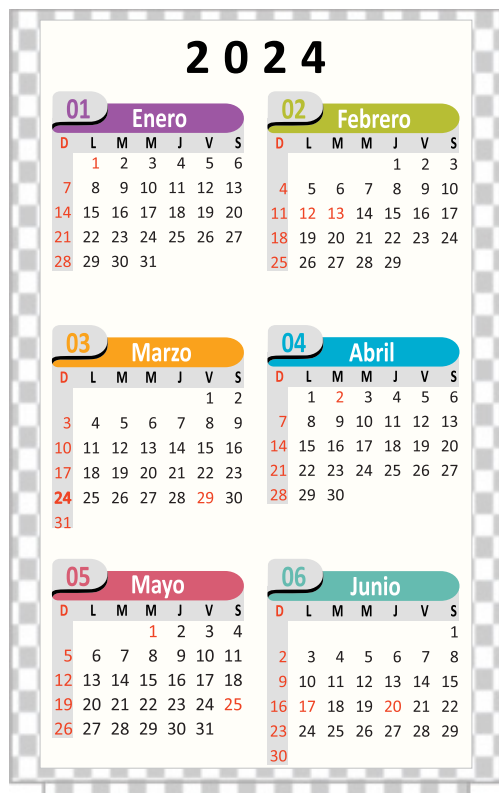 2 0 2 4
01 Enero
D L M M J V S
1 2 3 4 5 6
7 8 9 10 11 12 13
14 15 16 17 18 19 20
21 22 23 24 25 26 27
28 29 30 31
02 Febrero
D L M M J V S
1 2 3
4 5 6 7 8 9 10
11 12 13 14 15 16 17
18 19 20 21 22 23 24
25 26 27 28 29
03 Marzo
D L M M J V S
1 2
3 4 5 6 7 8 9
10 11 12 13 14 15 16
17 18 19 20 21 22 23
24 25 26 27 28 29 30
31
04 Abril
D L M M J V S
1 2 3 4 5 6
7 8 9 10 11 12 13
14 15 16 17 18 19 20
21 22 23 24 25 26 27
28 29 30
05 Mayo
D L M M J V S
1 2 3 4
5 6 7 8 9 10 11
12 13 14 15 16 17 18
19 20 21 22 23 24 25
26 27 28 29 30 31
06 Junio
D L M M J V S
1
2 3 4 5 6 7 8
9 10 11 12 13 14 15
16 17 18 19 20 21 22
23 24 25 26 27 28 29
30